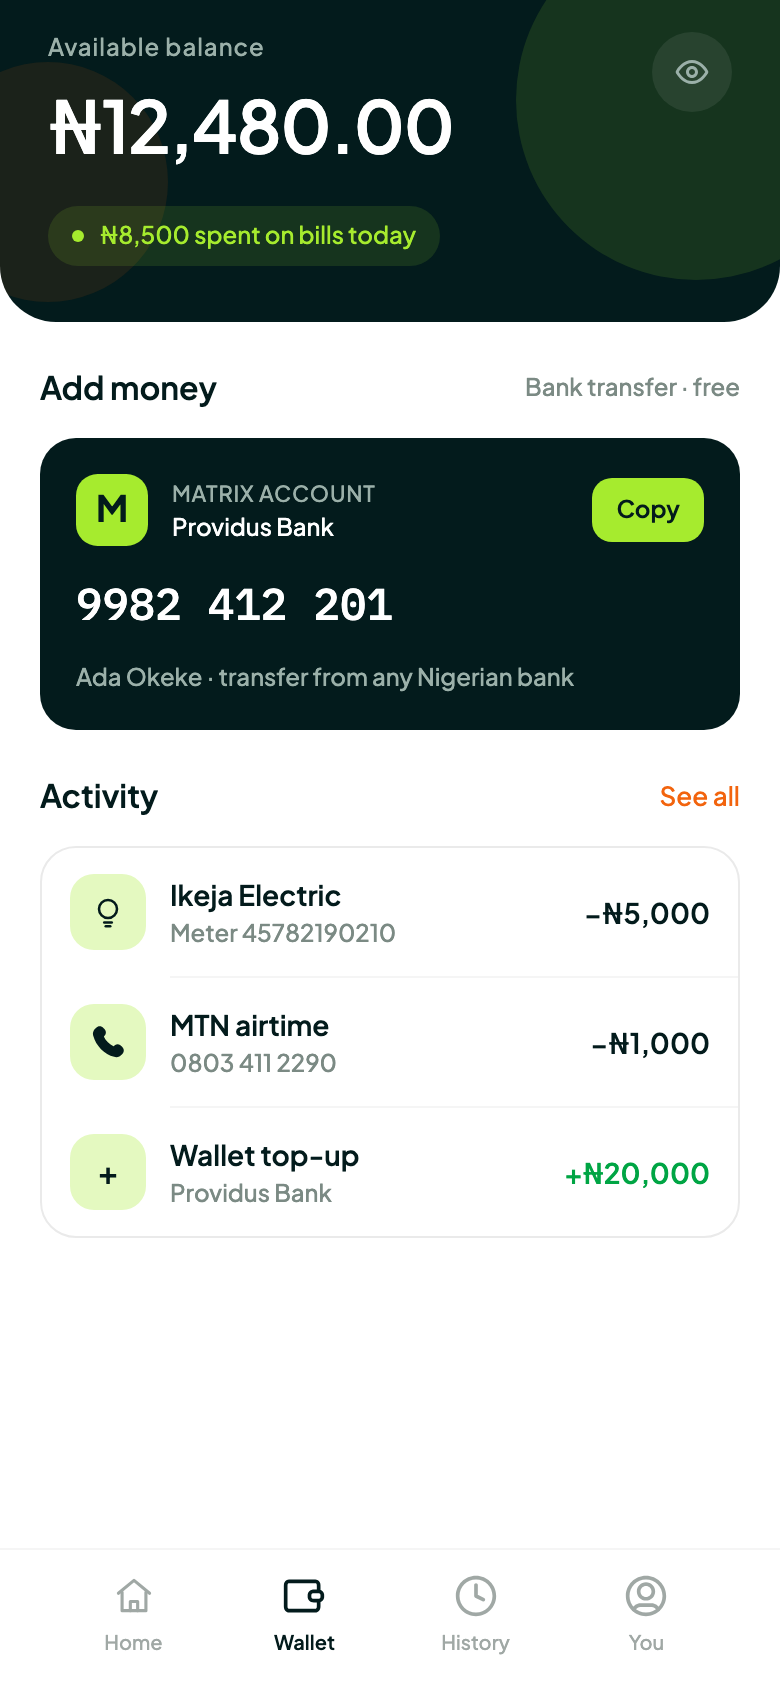 Available balance
₦12,480.00
₦8,500 spent on bills today
Add money
Bank transfer · free
M
MATRIX ACCOUNT
Providus Bank
Copy
9982 412 201
Ada Okeke · transfer from any Nigerian bank
Activity
See all
Ikeja Electric
Meter 45782190210
−₦5,000
MTN airtime
0803 411 2290
−₦1,000
+
Wallet top-up
Providus Bank
+₦20,000
Home
Wallet
History
You